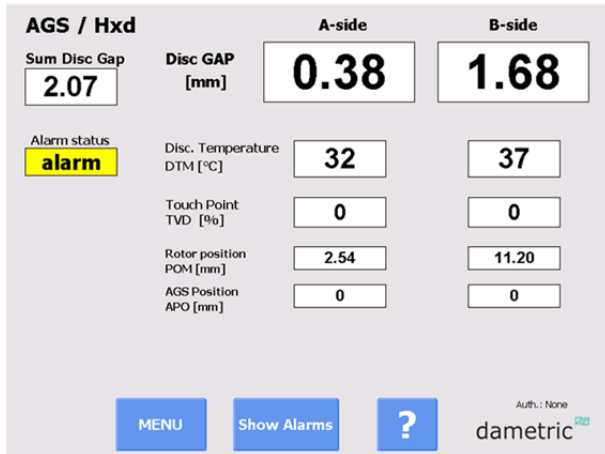 AGS / Hxd
A-side
B-side
Sum Disc Gap
2.07
Disc GAP
[mm]
0.38
1.68
Alarm status
alarm
Disc. Temperature
DTM [°C]
32
37
Touch Point
TVD [%]
0
0
Rotor position
POM [mm]
2.54
11.20
AGS Position
APO [mm]
0
0
MENU
Show Alarms
?
Auth.: None
dametric